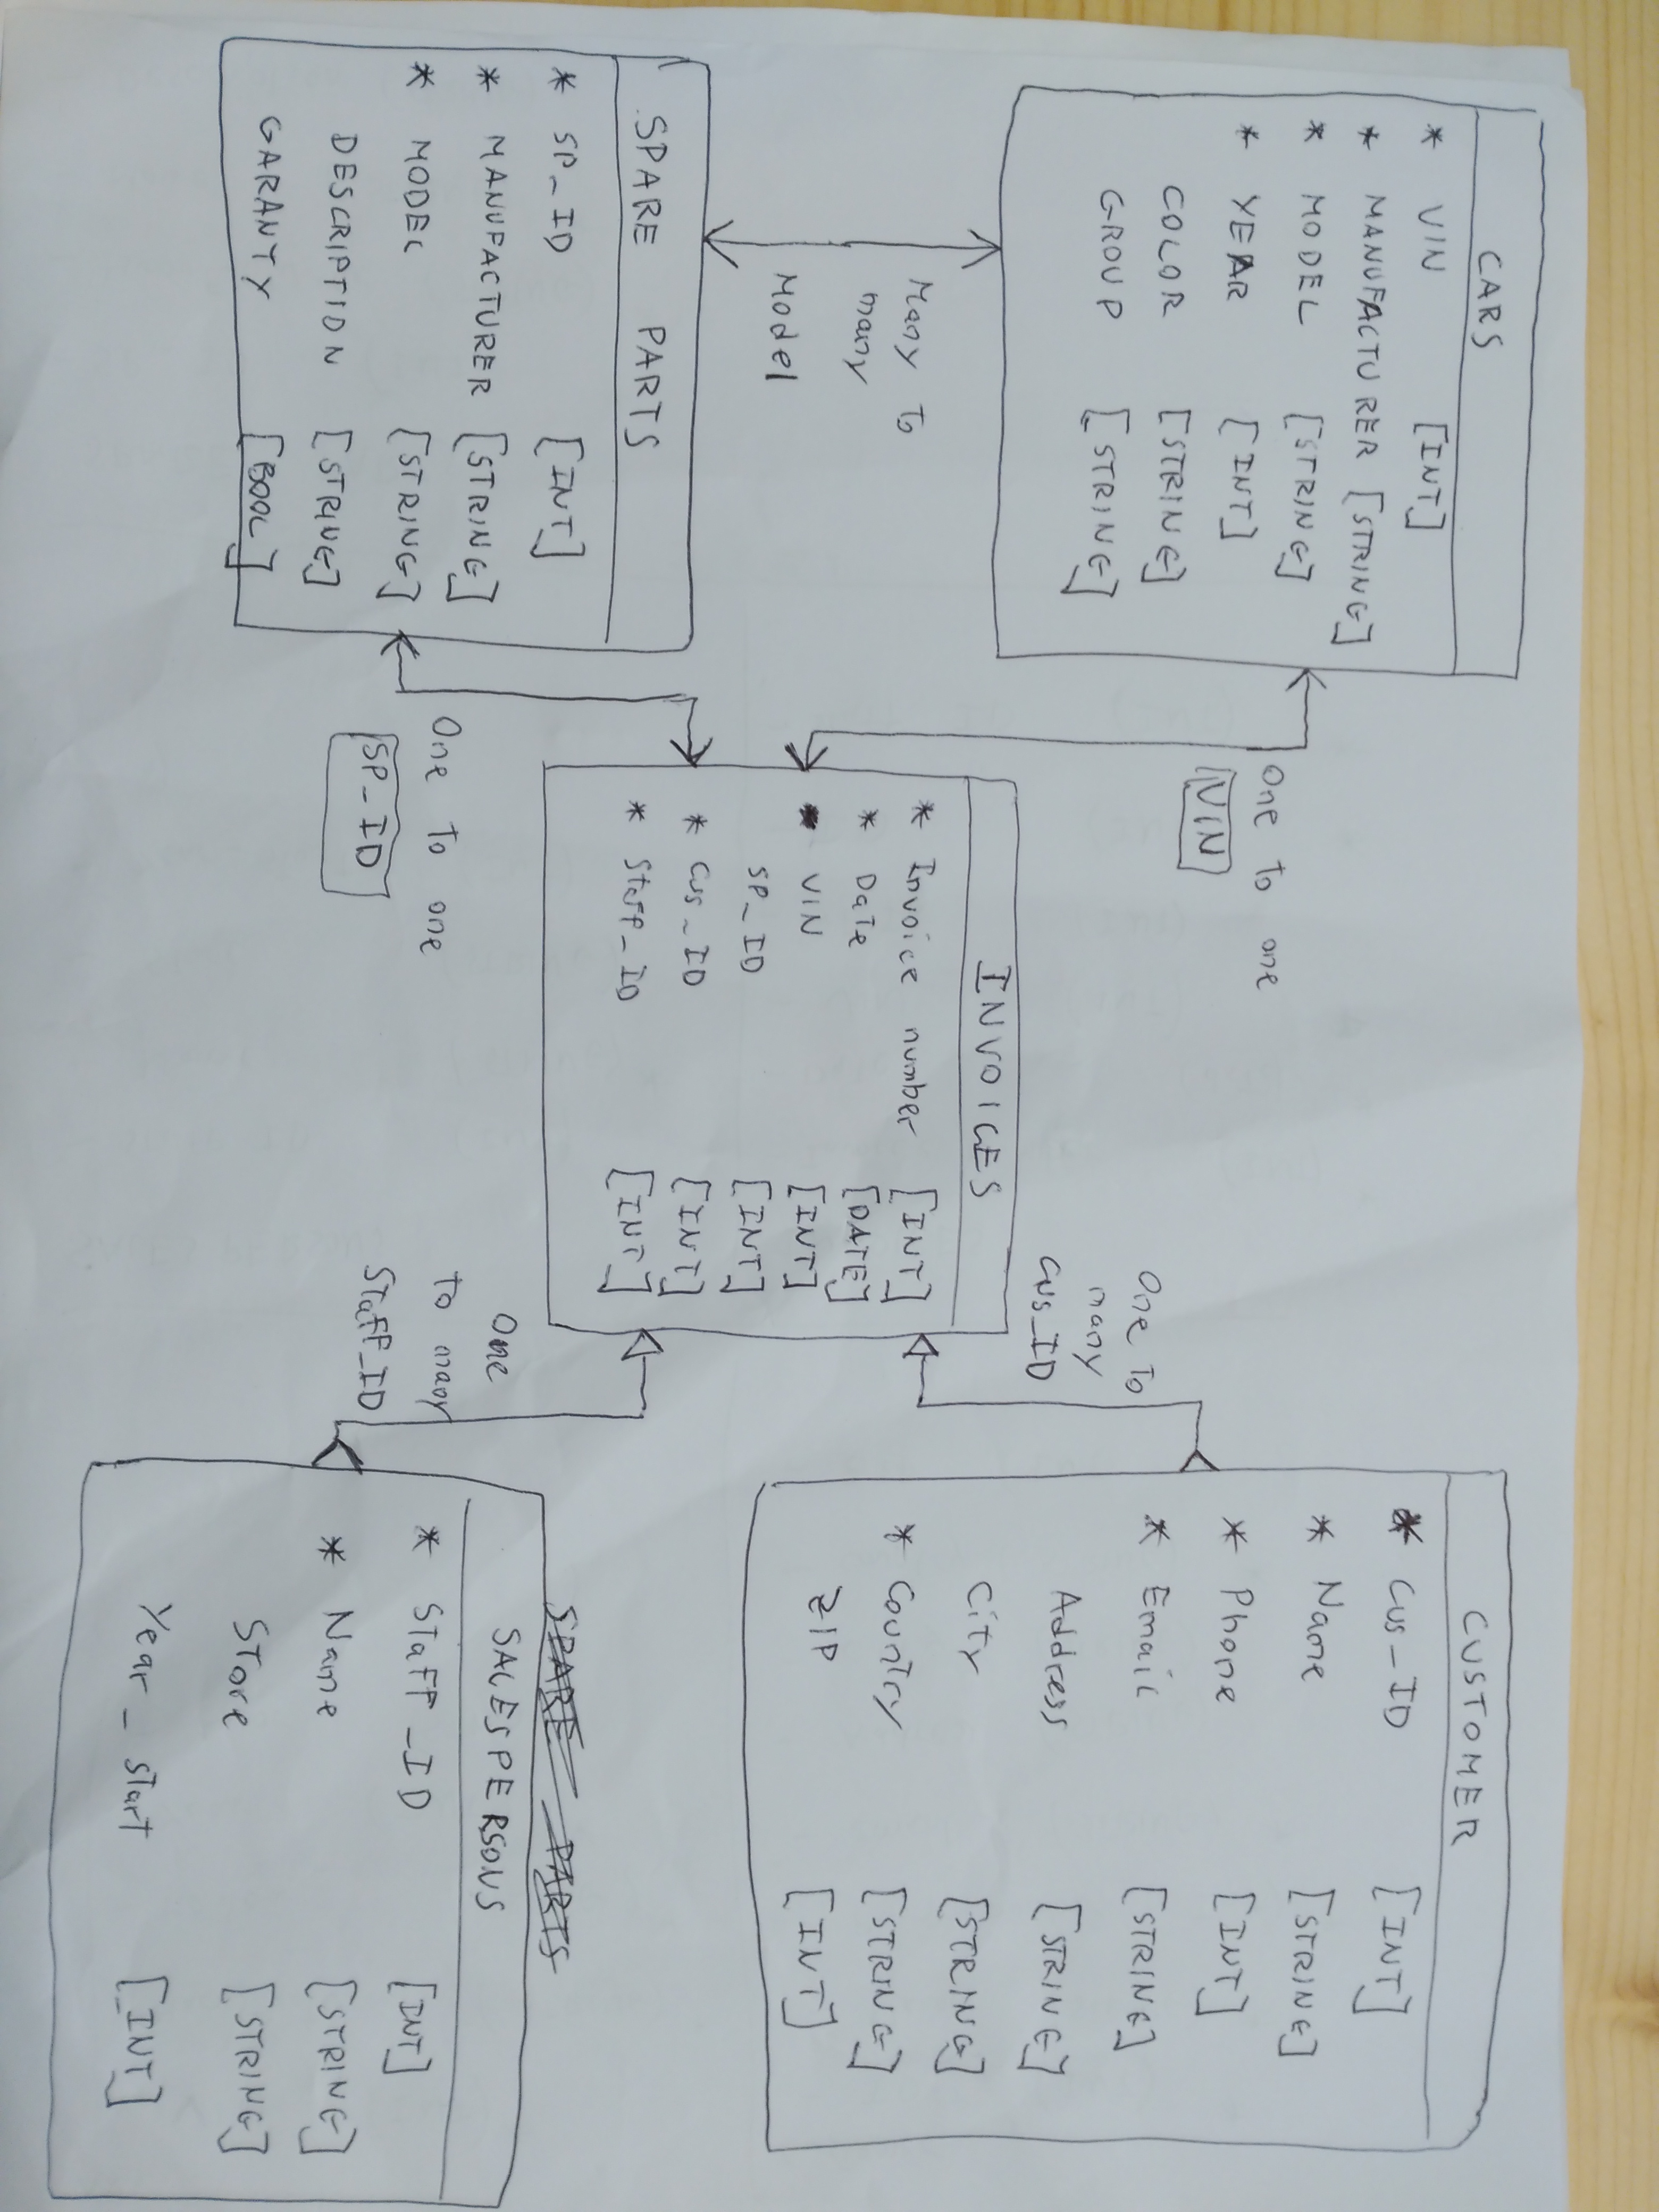 CARS
* VIN [INT]
* MANUFACTURER [STRING]
* MODEL [STRING]
* YEAR [INT]
COLOR [STRING]
GROUP [STRING]
Many to
many
Model
SPARE PARTS
* SP_ID [INT]
* MANUFACTURER [STRING]
* MODEL [STRING]
DESCRIPTION [STRING]
GARANTY [BOOL]
One to one
VIN
One to one
SP_ID
INVOICES
* Invoice number [INT]
* Date [DATE]
* VIN [INT]
SP_ID [INT]
* Cus_ID [INT]
* Staff_ID [INT]
One to
many
Cus_ID
One
to many
Staff_ID
CUSTOMER
* Cus_ID [INT]
* Name [STRING]
* Phone [INT]
* Email [STRING]
Address [STRING]
City [STRING]
* Country [STRING]
ZIP [INT]
SPARE PARTS
SALESPERSONS
* Staff_ID [INT]
* Name [STRING]
Store [STRING]
Year_start [INT]